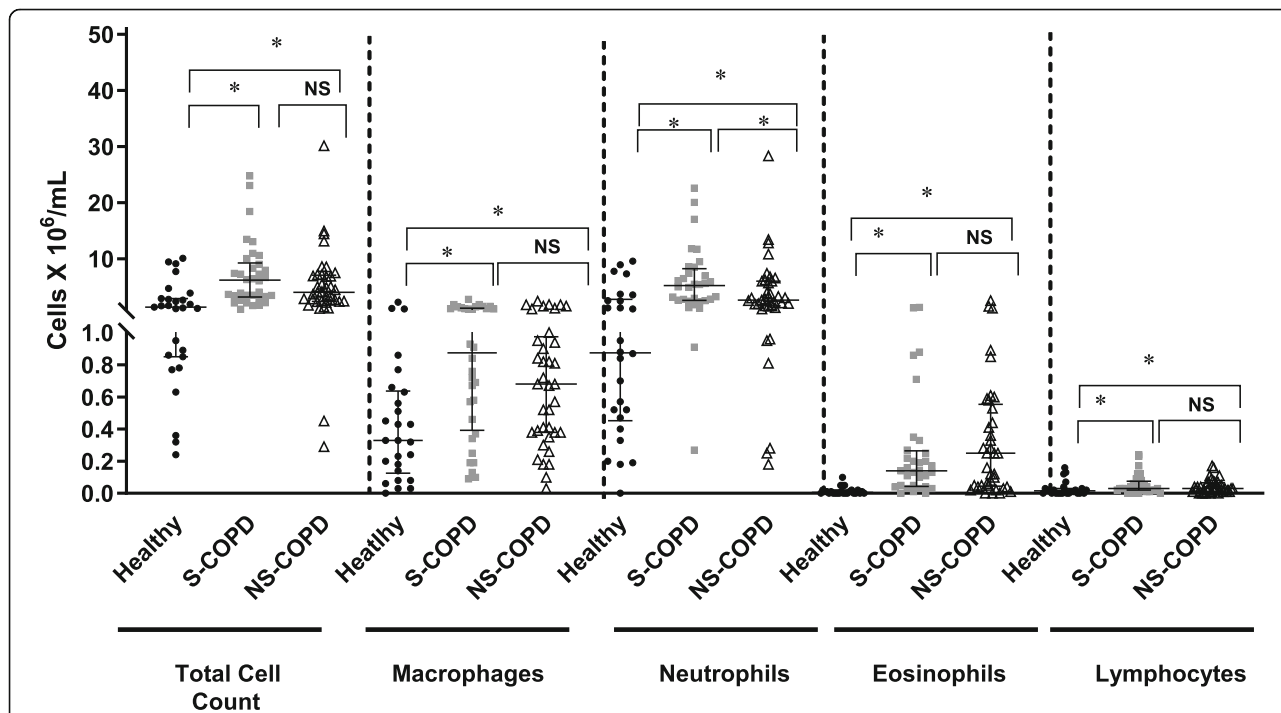 50
40
30
20
10
1.0
0.8
0.6
0.4
0.2
0.0
Cells X 10⁶/mL
*
*
NS
*
*
NS
*
*
*
*
*
NS
*
*
NS
Healthy
S-COPD
NS-COPD
Heatlhy
S-COPD
NS-COPD
Healthy
S-COPD
NS-COPD
Healthy
S-COPD
NS-COPD
Healthy
S-COPD
NS-COPD
Total Cell
Count
Macrophages
Neutrophils
Eosinophils
Lymphocytes